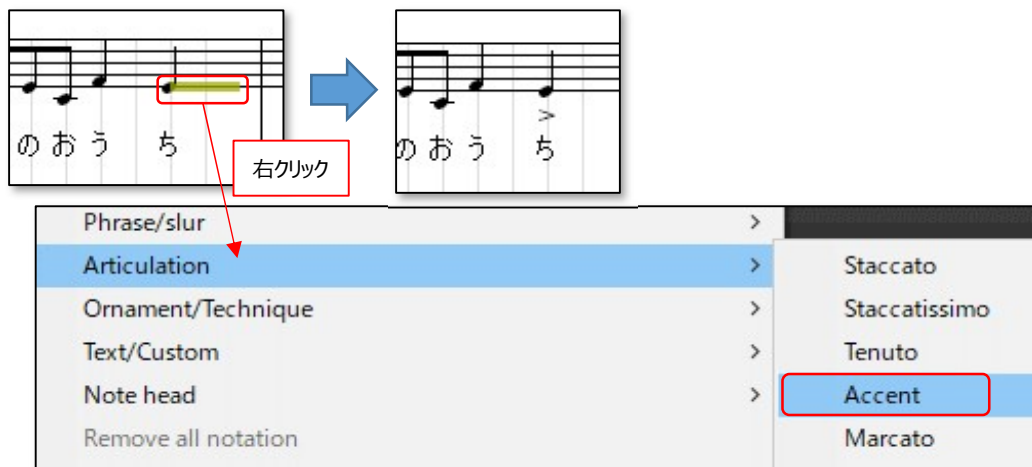 のおう ち
のおう ち
右クリック
Phrase/slur
Articulation
Ornament/Technique
Text/Custom
Note head
Remove all notation
Staccato
Staccatissimo
Tenuto
Accent
Marcato